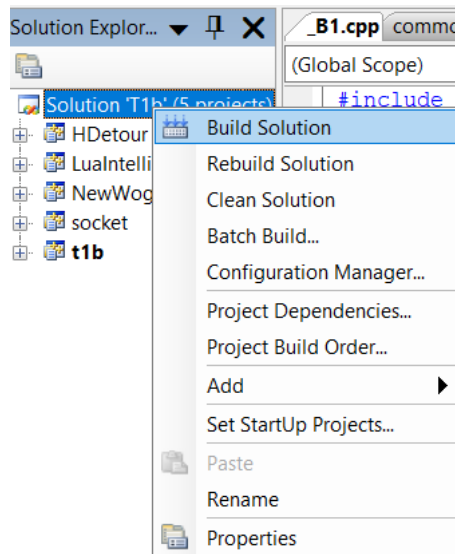 Solution Explor...
_B1.cpp commo
(Global Scope)
Solution 'T1b' (5 projects)
#include
HDetour
LuaIntelli
NewWog
socket
t1b
Build Solution
Rebuild Solution
Clean Solution
Batch Build...
Configuration Manager...
Project Dependencies...
Project Build Order...
Add
Set StartUp Projects...
Paste
Rename
Properties